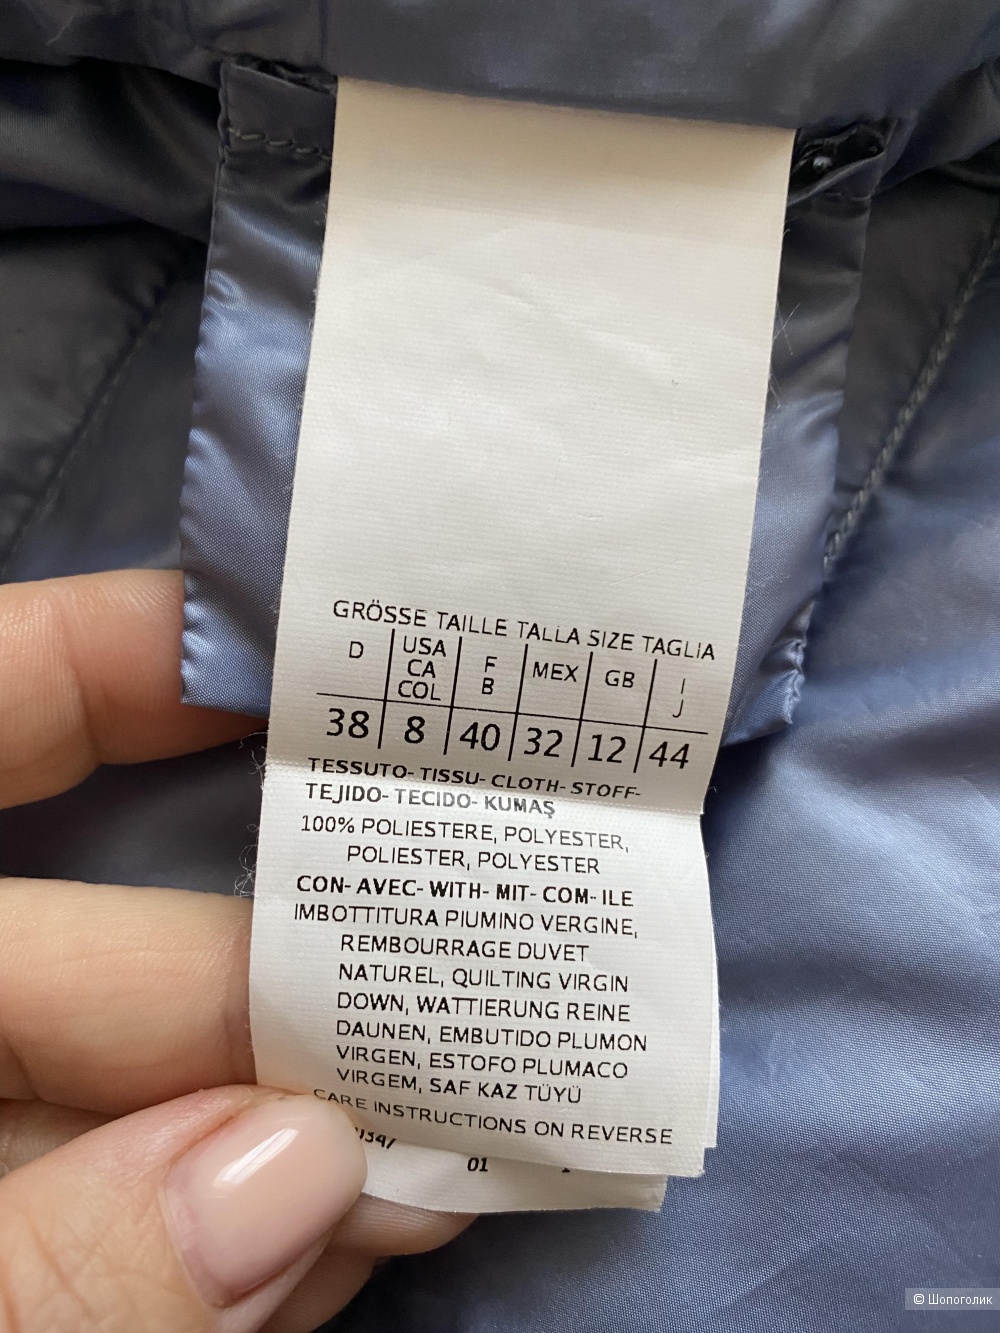 GRÖSSE TAILLE TALLA SIZE TAGLIA
D USA CA COL F B MEX GB I J
38 8 40 32 12 44
TESSUTO- TISSU- CLOTH- STOFF-
TEJIDO- TECIDO- KUMAŞ
100% POLIESTERE, POLYESTER,
POLIESTER, POLYESTER
CON- AVEC- WITH- MIT- COM- ILE
IMBOTTITURA PIUMINO VERGINE,
REMBOURRAGE DUVET
NATUREL, QUILTING VIRGIN
DOWN, WATTIERUNG REINE
DAUNEN, EMBUTIDO PLUMON
VIRGEN, ESTOFO PLUMACO
VIRGEM, SAF KAZ TÜYÜ
CARE INSTRUCTIONS ON REVERSE
01
© Шопоголик